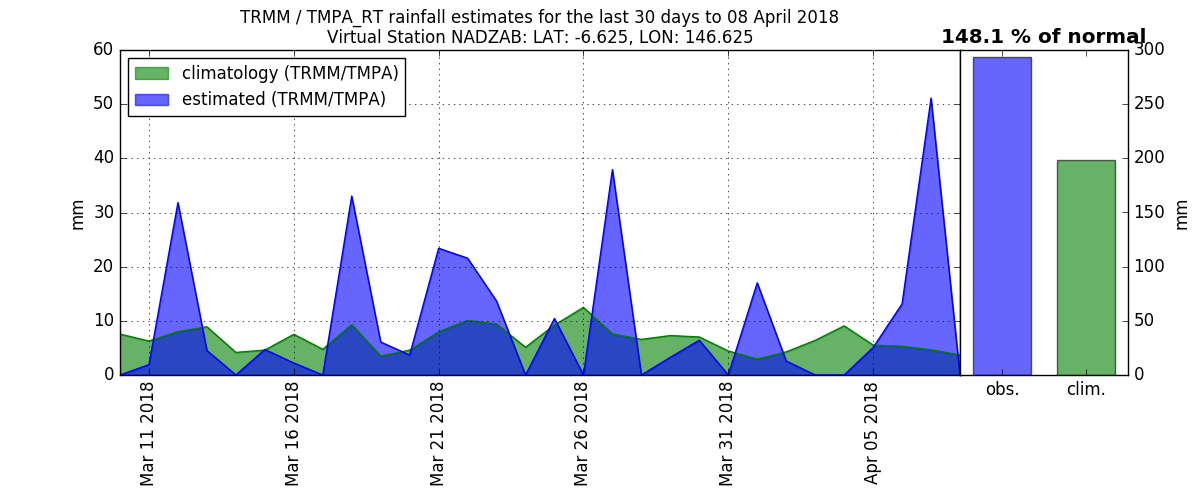 TRMM / TMPA_RT rainfall estimates for the last 30 days to 08 April 2018
Virtual Station NADZAB: LAT: -6.625, LON: 146.625
148.1 % of normal
climatology (TRMM/TMPA)
estimated (TRMM/TMPA)
60
50
40
30
20
10
0
mm
300
250
200
150
100
50
0
mm
Mar 11 2018
Mar 16 2018
Mar 21 2018
Mar 26 2018
Mar 31 2018
Apr 05 2018
obs.
clim.